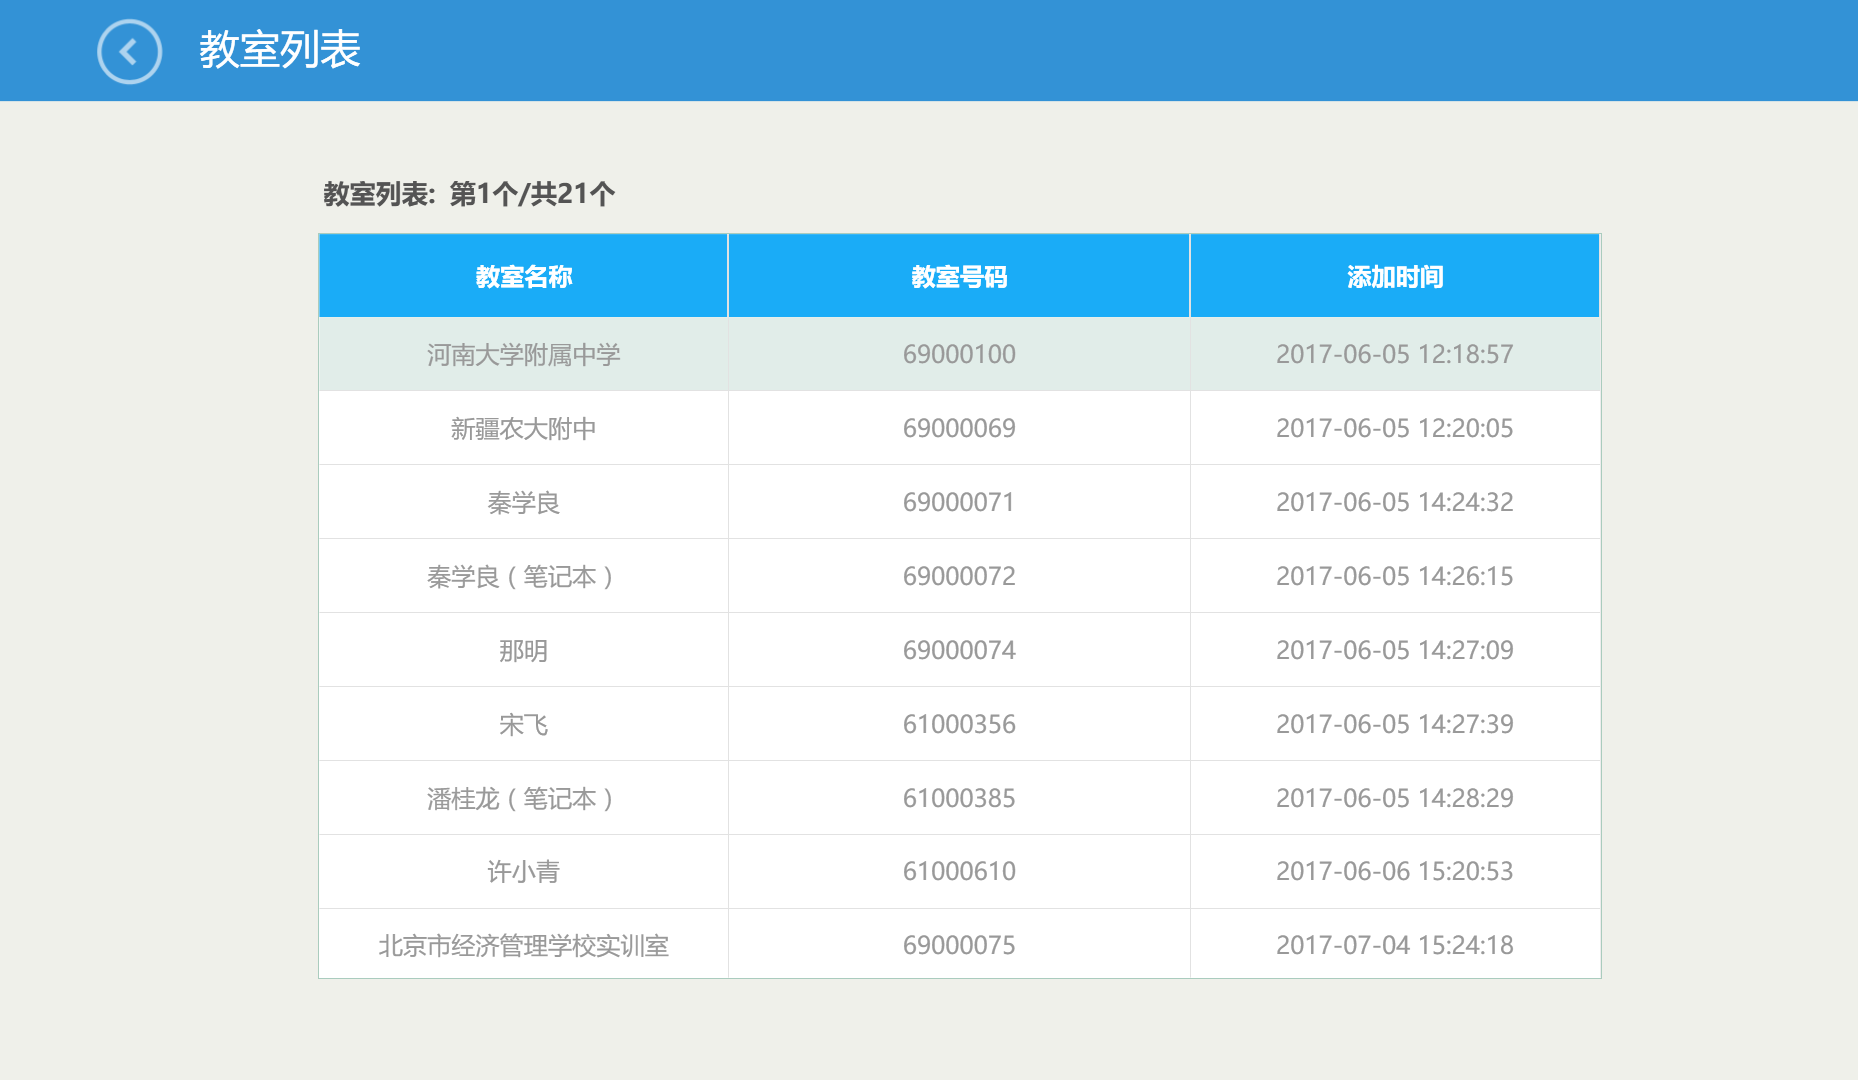 教室列表
教室列表: 第1个/共21个
教室名称 教室号码 添加时间
河南大学附属中学 69000100 2017-06-05 12:18:57
新疆农大附中 69000069 2017-06-05 12:20:05
秦学良 69000071 2017-06-05 14:24:32
秦学良（笔记本） 69000072 2017-06-05 14:26:15
那明 69000074 2017-06-05 14:27:09
宋飞 61000356 2017-06-05 14:27:39
潘桂龙（笔记本） 61000385 2017-06-05 14:28:29
许小青 61000610 2017-06-06 15:20:53
北京市经济管理学校实训室 69000075 2017-07-04 15:24:18